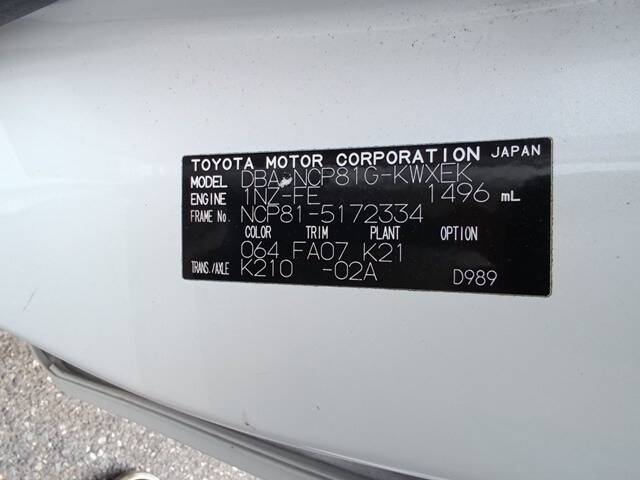 TOYOTA MOTOR CORPORATION JAPAN
MODEL DBA-NCP81G-KWXEK
ENGINE 1NZ-FE 1496 mL
FRAME No. NCP81-5172334
COLOR TRIM PLANT OPTION
064 FA07 K21
TRANS./AXLE K210 -02A D989